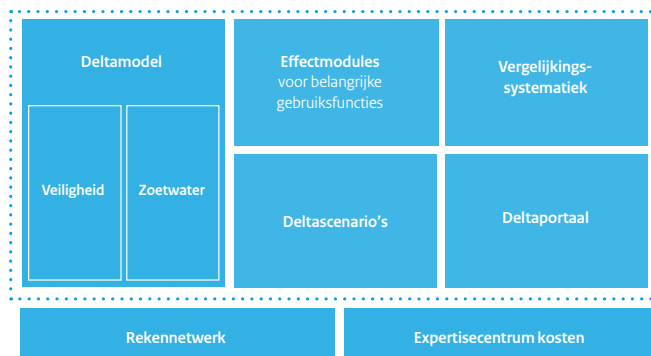 Deltamodel
Veiligheid
Zoetwater
Effectmodules
voor belangrijke
gebruiksfuncties
Vergelijkings-
systematiek
Deltascenario's
Deltaportaal
Rekennetwerk
Expertisecentrum kosten